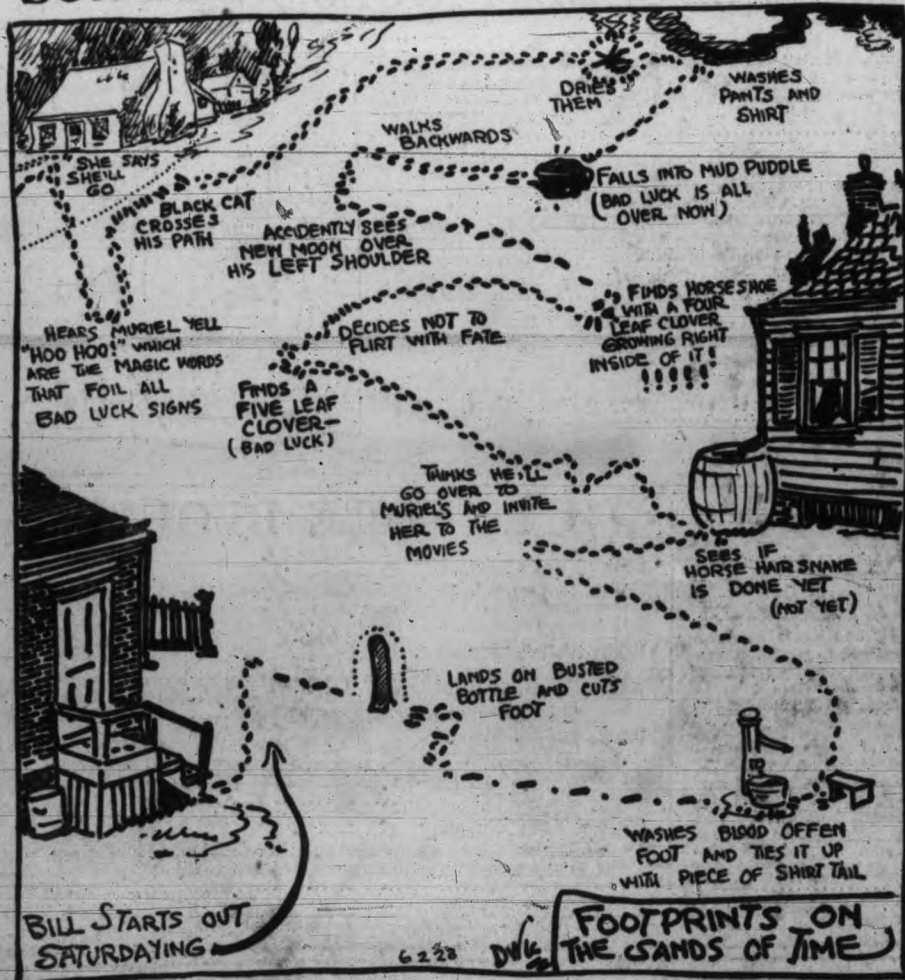 BILL STARTS OUT
SATURDAYING
LANDS ON BUSTED
BOTTLE AND CUTS
FOOT
WASHES BLOOD OFFEN
FOOT AND TIES IT UP
WITH PIECE OF SHIRT TAIL
SEES IF
HORSE HAIR SNAKE
IS DONE YET
(NOT YET)
THINKS HE'LL
GO OVER TO
MURIEL'S AND INVITE
HER TO THE
MOVIES
FINDS A
FIVE LEAF
CLOVER—
(BAD LUCK)
DECIDES NOT TO
FLIRT WITH FATE
FINDS HORSE SHOE
WITH A FOUR
LEAF CLOVER
GROWING RIGHT
INSIDE OF IT!
!!!!!
ACCIDENTLY SEES
NEW MOON OVER
HIS LEFT SHOULDER
WALKS
BACKWARDS
FALLS INTO MUD PUDDLE
(BAD LUCK IS ALL
OVER NOW)
WASHES
PANTS AND
SHIRT
DRIES
THEM
BLACK CAT
CROSSES
HIS PATH
HEARS MURIEL YELL
"HOO HOO!" WHICH
ARE THE MAGIC WORDS
THAT FOIL ALL
BAD LUCK SIGNS
SHE SAYS
SHE'LL
GO
6-2-28
DWIG
FOOTPRINTS ON
THE SANDS OF TIME